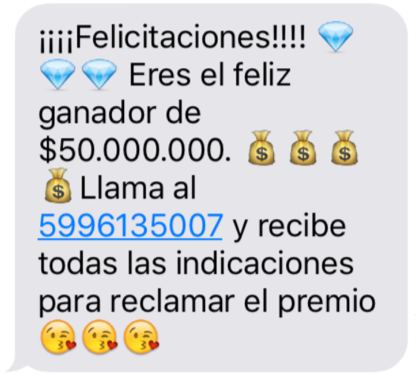 ¡¡¡¡Felicitaciones!!!! 💎
💎💎 Eres el feliz
ganador de
$50.000.000. 💰💰💰
💰Llama al
5996135007 y recibe
todas las indicaciones
para reclamar el premio
😘😘😘